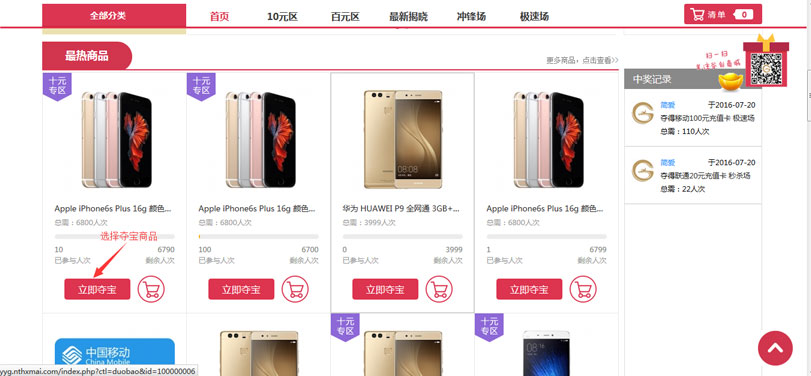 全部分类
首页
10元区
百元区
最新揭晓
冲锋场
极速场
清单
0
最热商品
更多商品，点击查看>>
扫一扫
中奖记录
十元
专区
Apple iPhone6s Plus 16g 颜色...
总需：6800人次
10
6790
已参与人次
剩余人次
选择夺宝商品
立即夺宝
十元
专区
Apple iPhone6s Plus 16g 颜色...
总需：6800人次
100
6700
已参与人次
剩余人次
立即夺宝
08:08
华为 HUAWEI P9 全网通 3GB+...
总需：3999人次
0
3999
已参与人次
剩余人次
立即夺宝
Apple iPhone6s Plus 16g 颜色...
总需：6800人次
1
6799
已参与人次
剩余人次
立即夺宝
简爱
于2016-07-20
夺得移动100元充值卡 极速场
总需：110人次
简爱
于2016-07-20
夺得联通20元充值卡 秒杀场
总需：22人次
中国移动
China Mobile
十元
专区
十元
专区
yyg.nthxmai.com/index.php?ctl=duobao&id=100000006